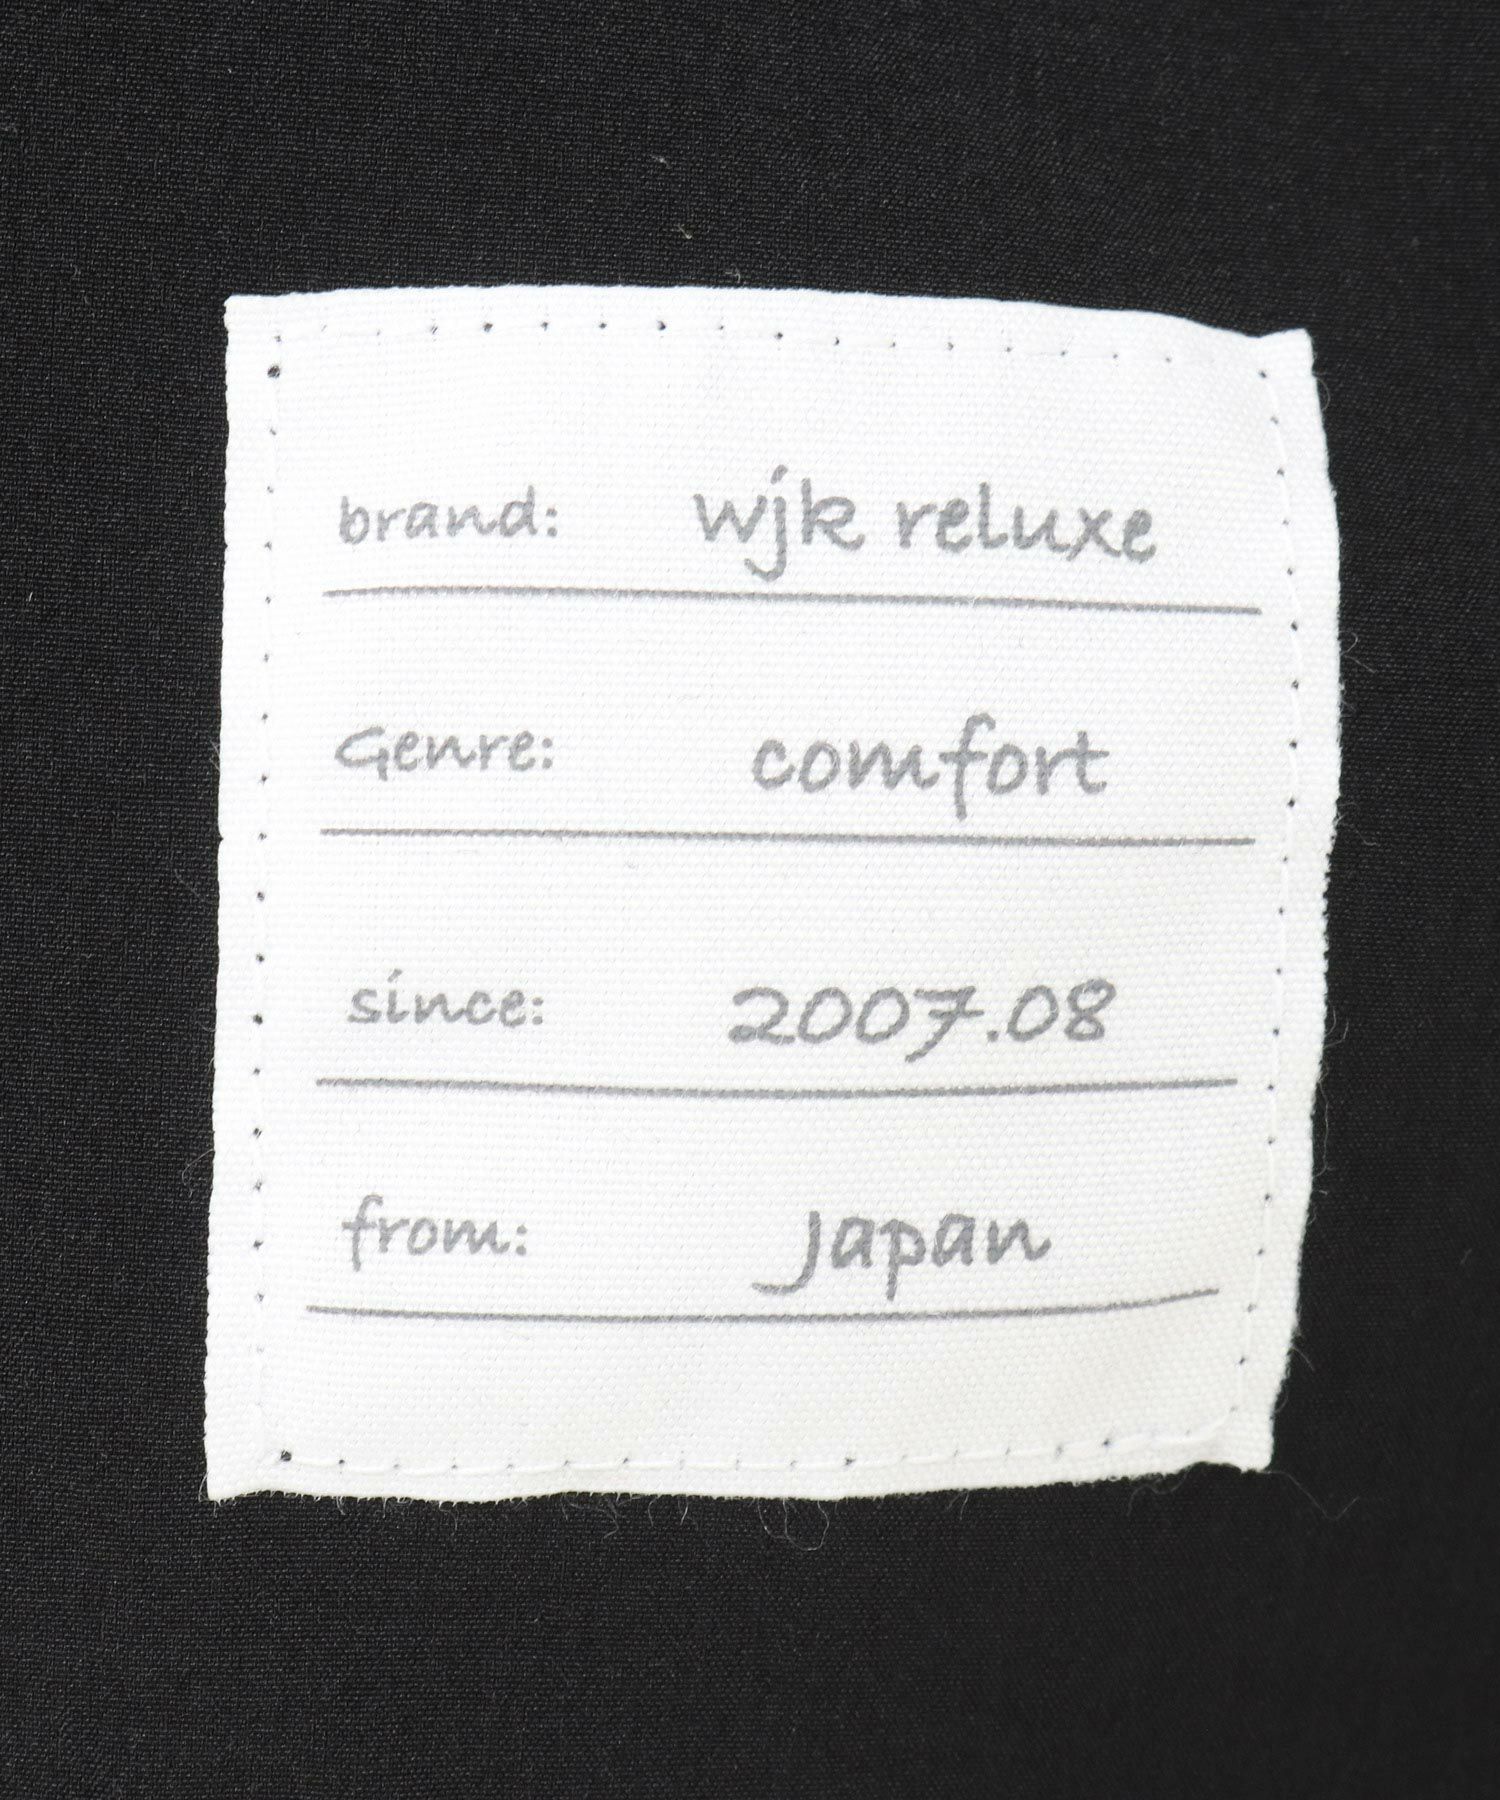 brand: wjk reluxe
Genre: comfort
since: 2007.08
from: Japan